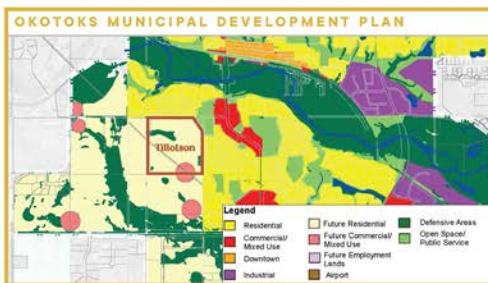 OKOTOKS MUNICIPAL DEVELOPMENT PLAN
Tillotson
Legend
Residential
Commercial/
Mixed Use
Downtown
Industrial
Future Residential
Future Commercial/
Mixed Use
Future Employment
Lands
Airport
Defensive Areas
Open Space/
Public Service